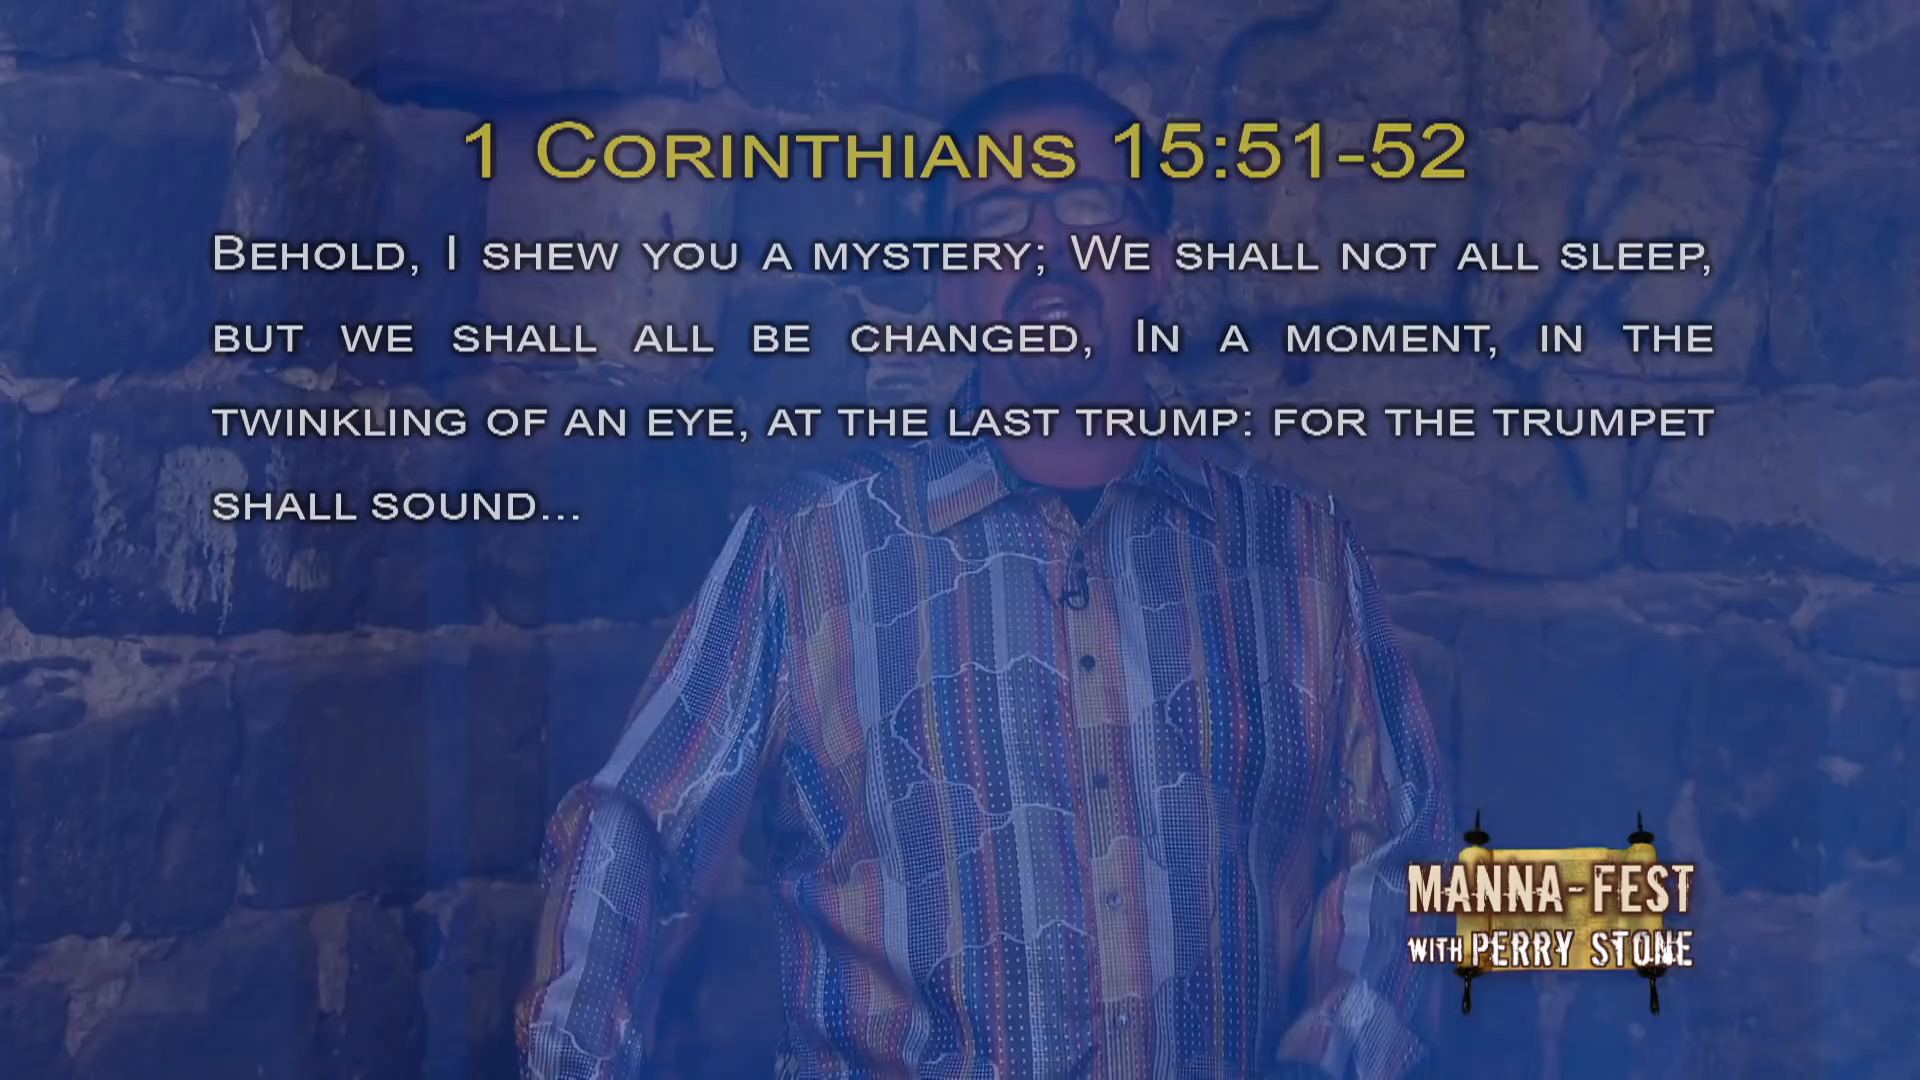 1 CORINTHIANS 15:51-52
BEHOLD, I SHEW YOU A MYSTERY; WE SHALL NOT ALL SLEEP,
BUT WE SHALL ALL BE CHANGED, IN A MOMENT, IN THE
TWINKLING OF AN EYE, AT THE LAST TRUMP: FOR THE TRUMPET
SHALL SOUND...
MANNA-FEST
WITH PERRY STONE